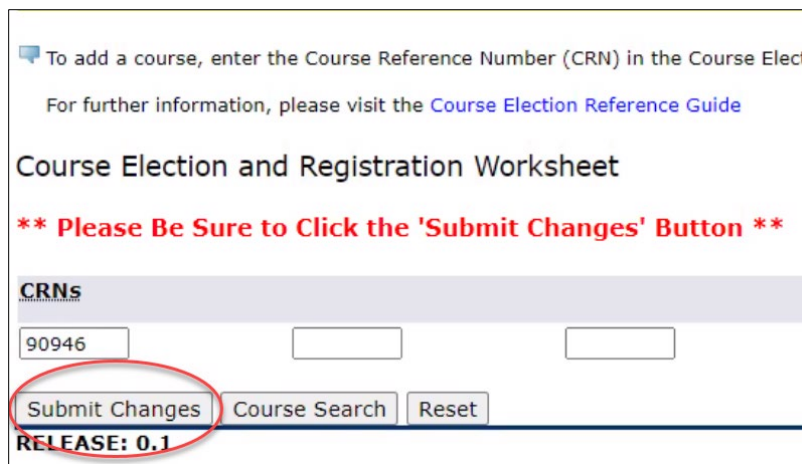 To add a course, enter the Course Reference Number (CRN) in the Course Elect
For further information, please visit the Course Election Reference Guide
Course Election and Registration Worksheet
** Please Be Sure to Click the 'Submit Changes' Button **
CRNs
90946
Submit Changes Course Search Reset
RELEASE: 0.1